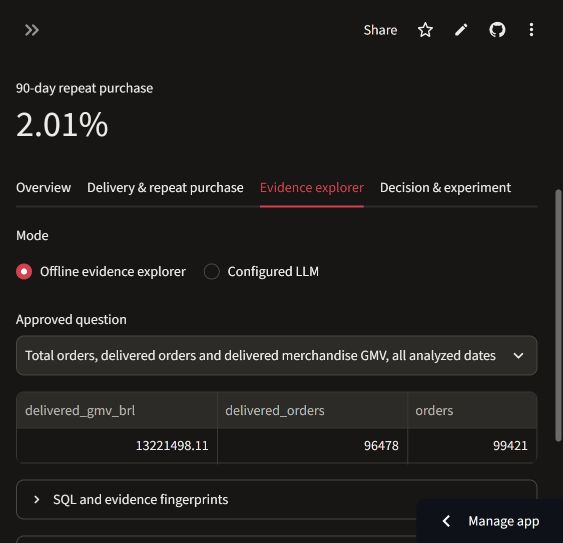 Share
90-day repeat purchase
2.01%
Overview Delivery & repeat purchase Evidence explorer Decision & experiment
Mode
Offline evidence explorer Configured LLM
Approved question
Total orders, delivered orders and delivered merchandise GMV, all analyzed dates
delivered_gmv_brl delivered_orders orders
13221498.11 96478 99421
SQL and evidence fingerprints
Manage app